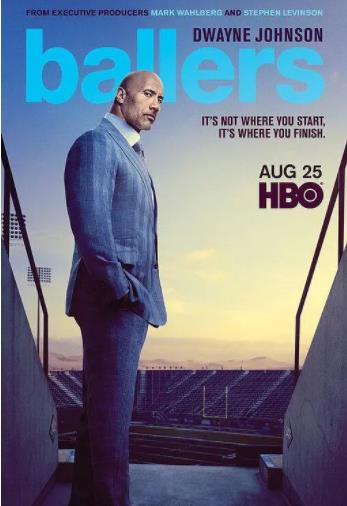 FROM EXECUTIVE PRODUCERS MARK WAHLBERG AND STEPHEN LEVINSON
DWAYNE JOHNSON
ballers
IT'S NOT WHERE YOU START,
IT'S WHERE YOU FINISH.
AUG 25
HBO